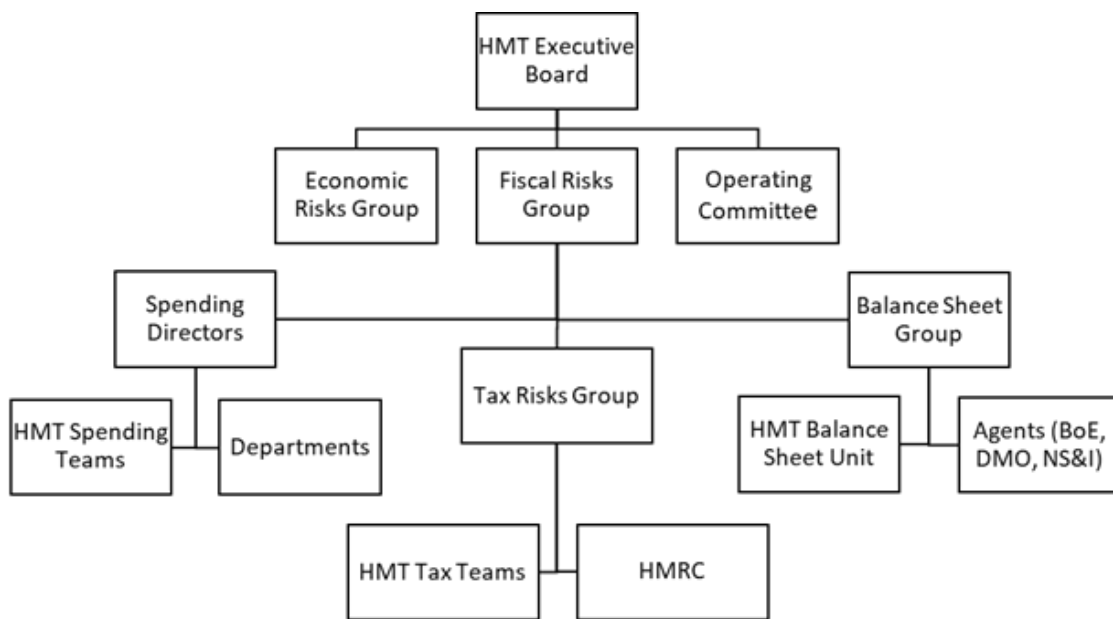 HMT Executive
Board
Economic
Risks Group
Fiscal Risks
Group
Operating
Committee
Spending
Directors
Balance Sheet
Group
Tax Risks Group
HMT Spending
Teams
Departments
HMT Balance
Sheet Unit
Agents (BoE,
DMO, NS&I)
HMT Tax Teams
HMRC